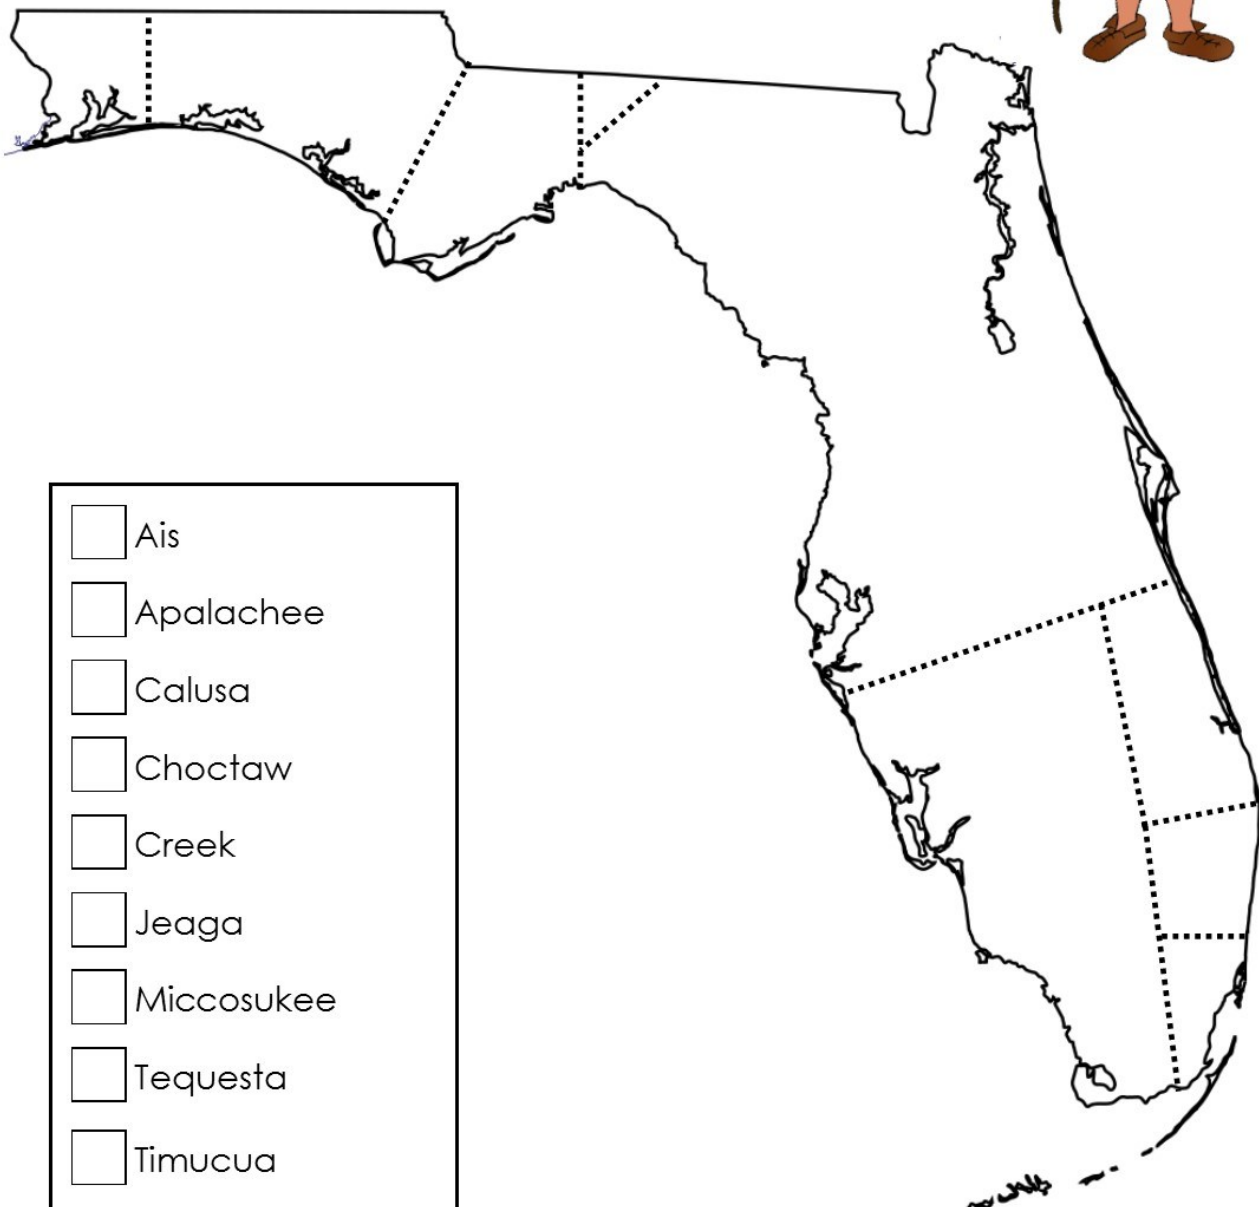 Ais
Apalachee
Calusa
Choctaw
Creek
Jeaga
Miccosukee
Tequesta
Timucua